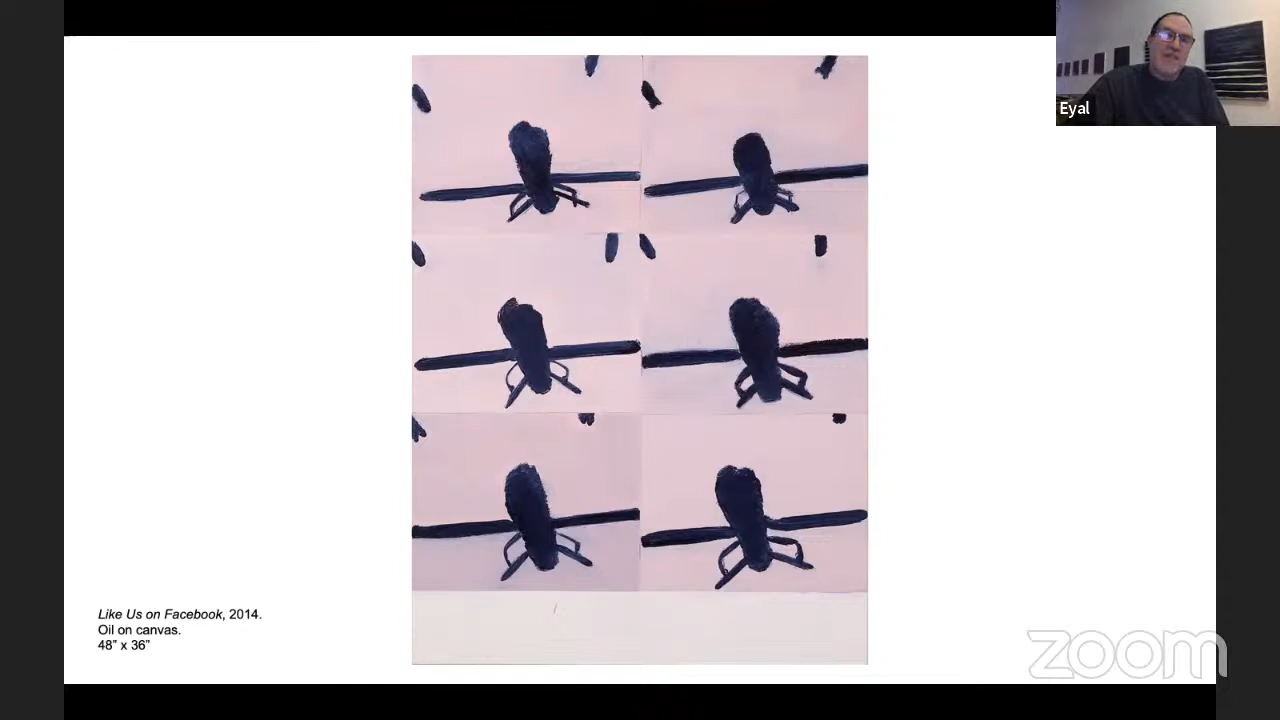 Eyal
Like Us on Facebook, 2014.
Oil on canvas.
48” x 36”
zoom